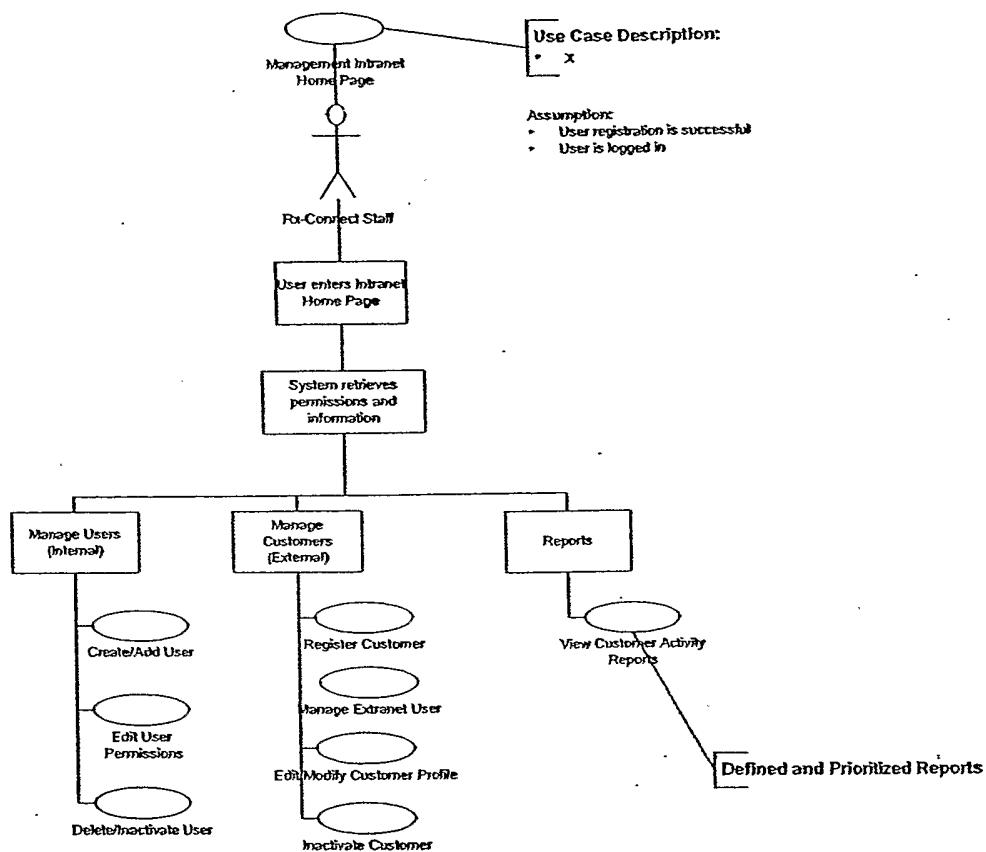 Use Case Description:
• X
Management Intranet
Home Page
Assumption:
• User registration is successful
• User is logged in
Rx-Connect Staff
User enters Intranet
Home Page
System retrieves
permissions and
information
Manage Users
(Internal)
Manage
Customers
(External)
Reports
Create/Add User
Edit User
Permissions
Delete/Inactivate User
Register Customer
Manage Extranet User
Edit/Modify Customer Profile
Inactivate Customer
View Customer Activity
Reports
Defined and Prioritized Reports